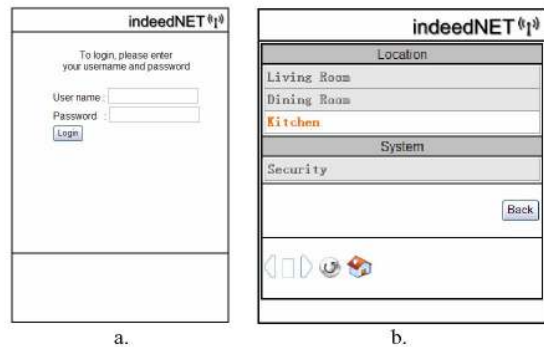 indeedNET
To login, please enter
your username and password
User name :
Password :
Login
a.
indeedNET
Location
Living Room
Dining Room
Kitchen
System
Security
Back
b.